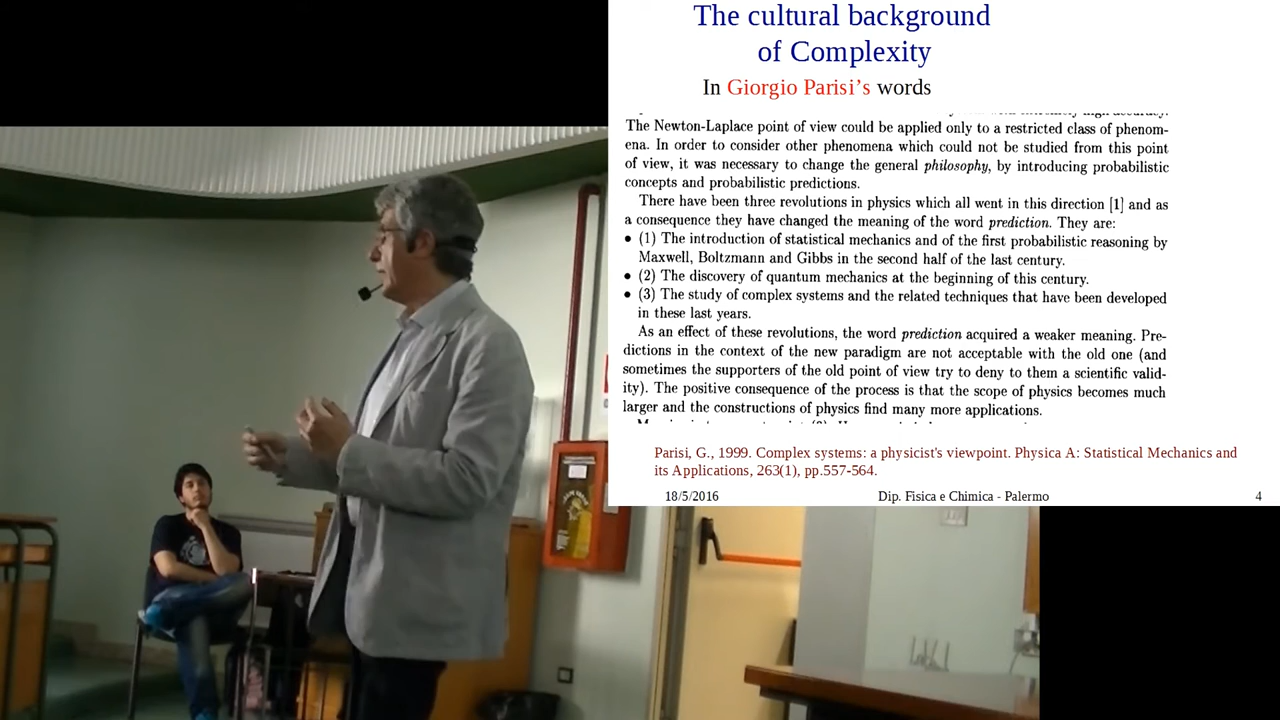 The cultural background
of Complexity
In Giorgio Parisi's words
The Newton-Laplace point of view could be applied only to a restricted class of phenom-
ena. In order to consider other phenomena which could not be studied from this point
of view, it was necessary to change the general philosophy, by introducing probabilistic
concepts and probabilistic predictions.
There have been three revolutions in physics which all went in this direction [1] and as
a consequence they have changed the meaning of the word prediction. They are:
• (1) The introduction of statistical mechanics and of the first probabilistic reasoning by
Maxwell, Boltzmann and Gibbs in the second half of the last century.
• (2) The discovery of quantum mechanics at the beginning of this century.
• (3) The study of complex systems and the related techniques that have been developed
in these last years.
As an effect of these revolutions, the word prediction acquired a weaker meaning. Pre-
dictions in the context of the new paradigm are not acceptable with the old one (and
sometimes the supporters of the old point of view try to deny to them a scientific valid-
ity). The positive consequence of the process is that the scope of physics becomes much
larger and the constructions of physics find many more applications.
Parisi, G., 1999. Complex systems: a physicist's viewpoint. Physica A: Statistical Mechanics and
its Applications, 263(1), pp.557-564.
18/5/2016 Dip. Fisica e Chimica - Palermo 4